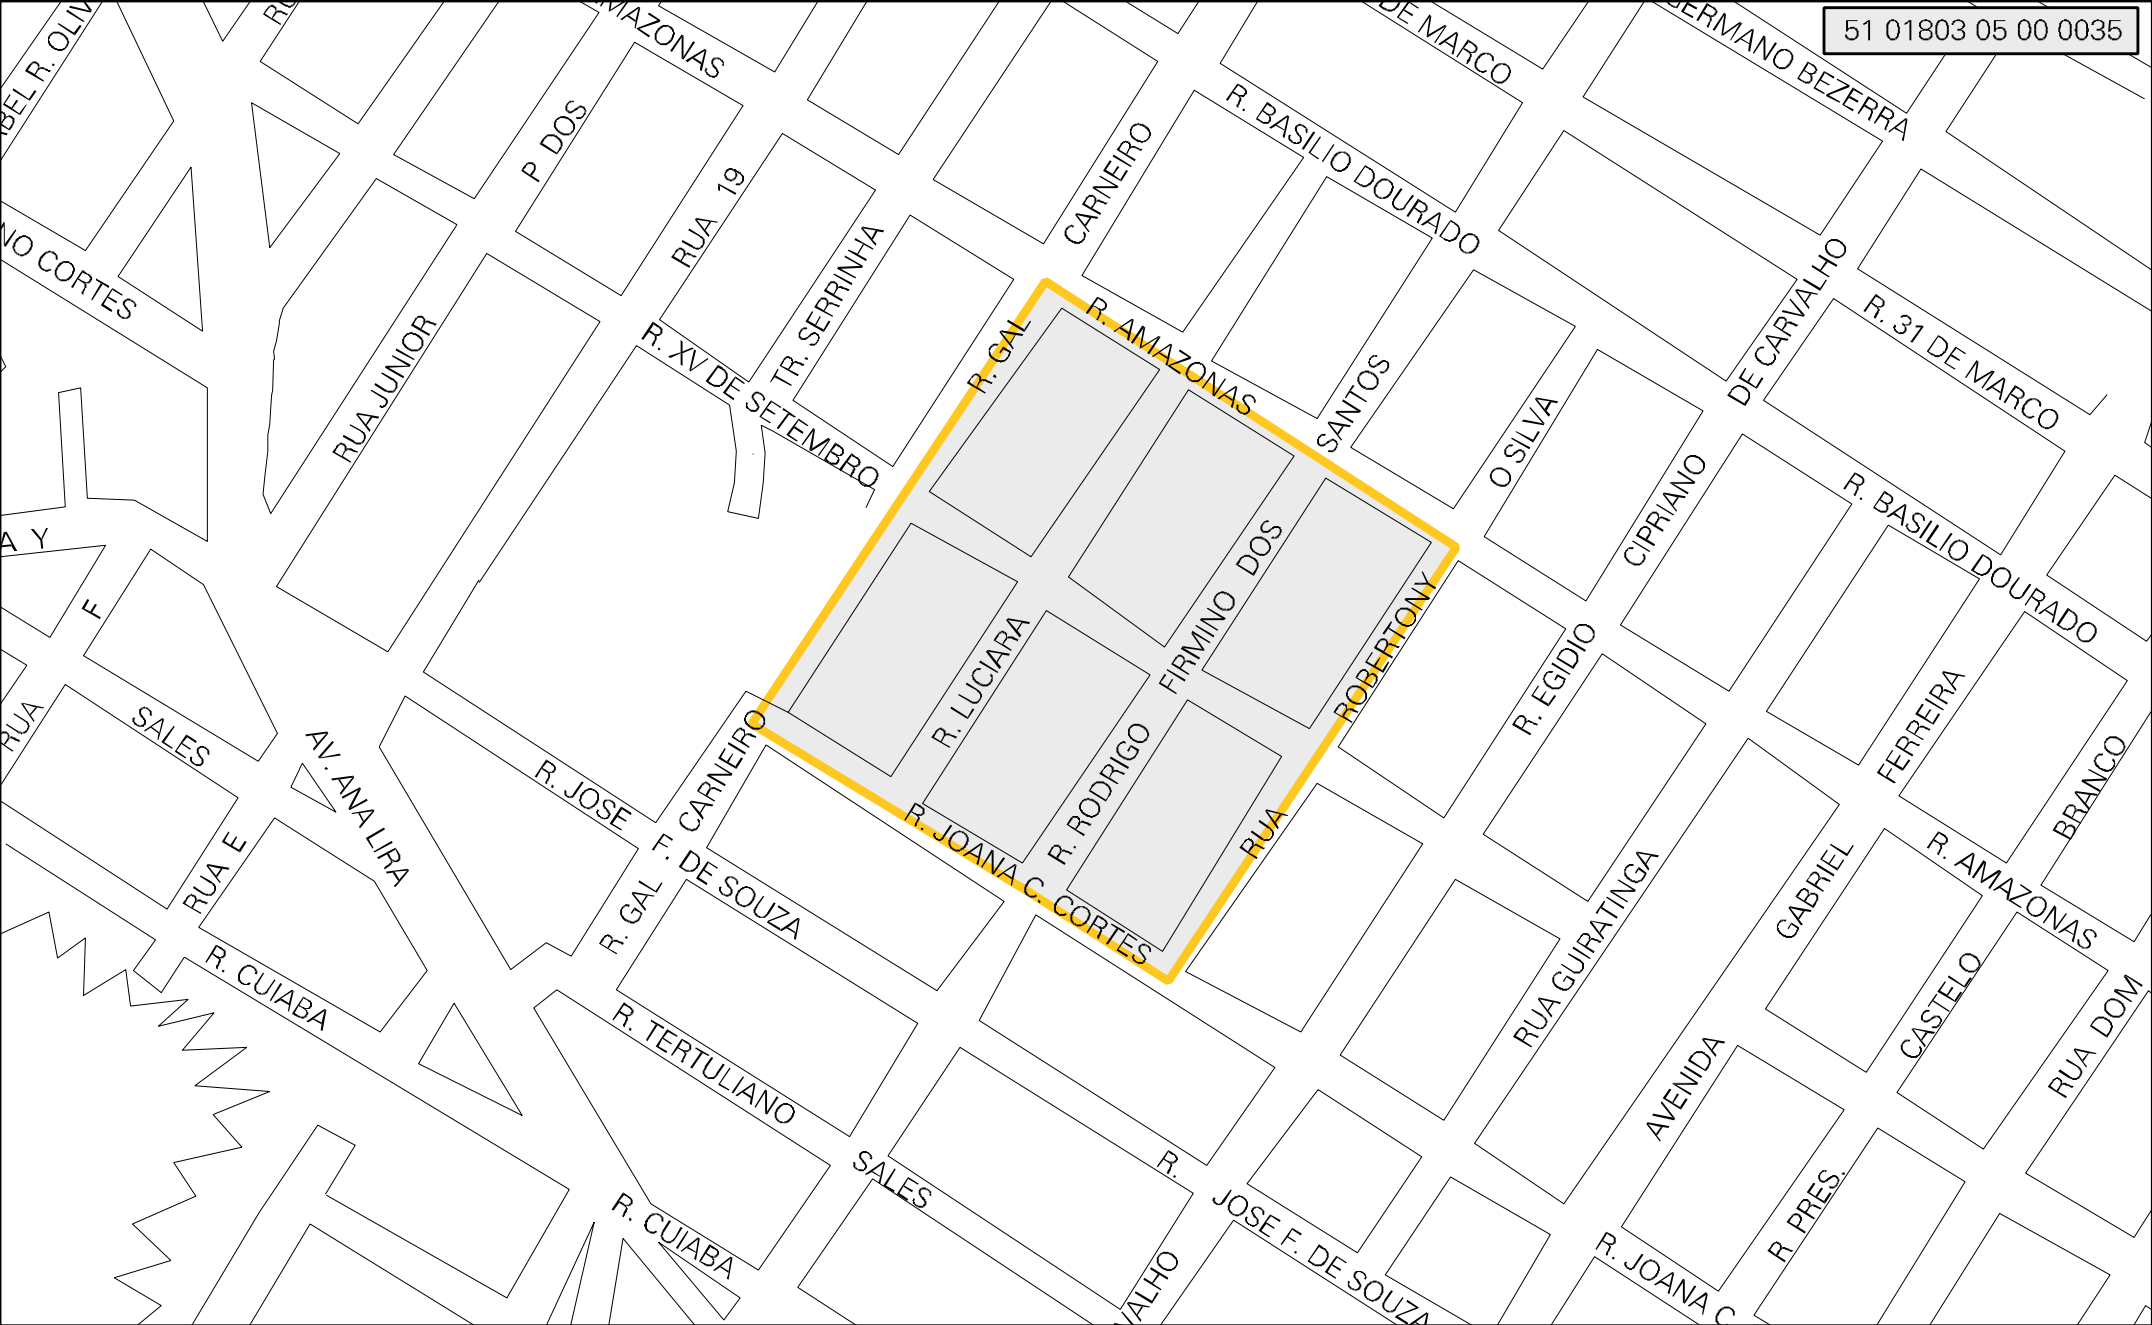 51 01803 05 00 0035
AMAZONAS
DE MARCO
GERMANO BEZERRA
P DOS
RUA 19
CARNEIRO
R. BASILIO DOURADO
NO CORTES
TR. SERRINHA
RUA JUNIOR
R. XV DE SETEMBRO
R. GAL
R. AMAZONAS
SANTOS
O SILVA
DE CARVALHO
R. 31 DE MARCO
CIPRIANO
R. BASILIO DOURADO
A Y
F
RUA
SALES
AV. ANA LIRA
RUA E
R. CUIABA
R. JOSE
F. DE SOUZA
R. GAL CARNEIRO
R. LUCIARA
R. RODRIGO
FIRMINO DOS
RUA ROBERTONY
R. JOANA C. CORTES
R. EGIDIO
RUA GUIRATINGA
FERREIRA
BRANCO
GABRIEL
R. AMAZONAS
CASTELO
RUA DOM
AVENIDA
R PRES.
R. TERTULIANO
SALES
R. CUIABA
R.
JOSE F. DE SOUZA
R. JOANA C